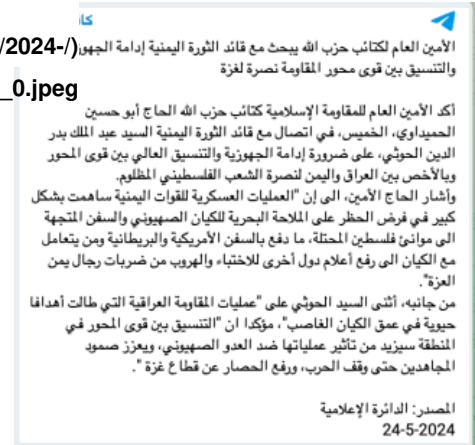 كتا
/2024-/)
_0.jpeg
الأمين العام لكتائب حزب الله يبحث مع قائد الثورة اليمنية إدامة الجهوز
والتنسيق بين قوى محور المقاومة نصرة لغزة
أكد الأمين العام للمقاومة الإسلامية كتائب حزب الله الحاج أبو حسين
الحميداوي، الخميس، في اتصال مع قائد الثورة اليمنية السيد عبد الملك بدر
الدين الحوثي، على ضرورة إدامة الجهوزية والتنسيق العالي بين قوى المحور
وبالأخص بين العراق واليمن لنصرة الشعب الفلسطيني المظلوم.
وأشار الحاج الأمين، الى إن "العمليات العسكرية للقوات اليمنية ساهمت بشكل
كبير في فرض الحظر على الملاحة البحرية للكيان الصهيوني والسفن المتجهة
الى موانئ فلسطين المحتلة، ما دفع بالسفن الأمريكية والبريطانية ومن يتعامل
مع الكيان الى رفع أعلام دول أخرى للاختباء والهروب من ضربات رجال يمن
العزة".
من جانبه، أثنى السيد الحوثي على "عمليات المقاومة العراقية التي طالت أهدافا
حيوية في عمق الكيان الغاصب"، مؤكدا ان "التنسيق بين قوى المحور في
المنطقة سيزيد من تأثير عملياتها ضد العدو الصهيوني، ويعزز صمود
المجاهدين حتى وقف الحرب، ورفع الحصار عن قطاع غزة ".
المصدر: الدائرة الإعلامية
24-5-2024